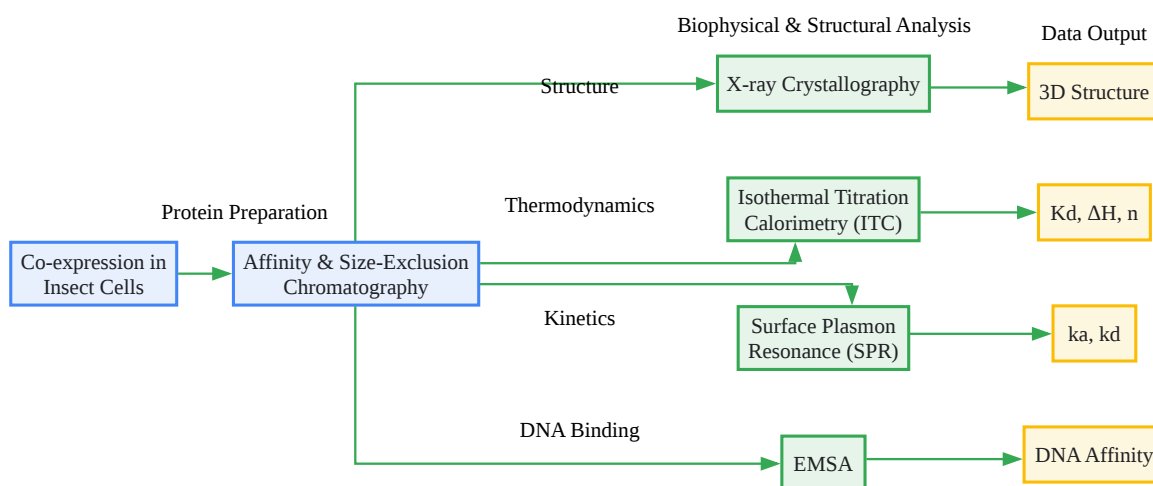 Biophysical & Structural Analysis
Data Output
Structure
X-ray Crystallography
3D Structure
Protein Preparation
Thermodynamics
Isothermal Titration
Calorimetry (ITC)
Kd, ΔH, n
Co-expression in
Insect Cells
Affinity & Size-Exclusion
Chromatography
Kinetics
Surface Plasmon
Resonance (SPR)
ka, kd
DNA Binding
EMSA
DNA Affinity